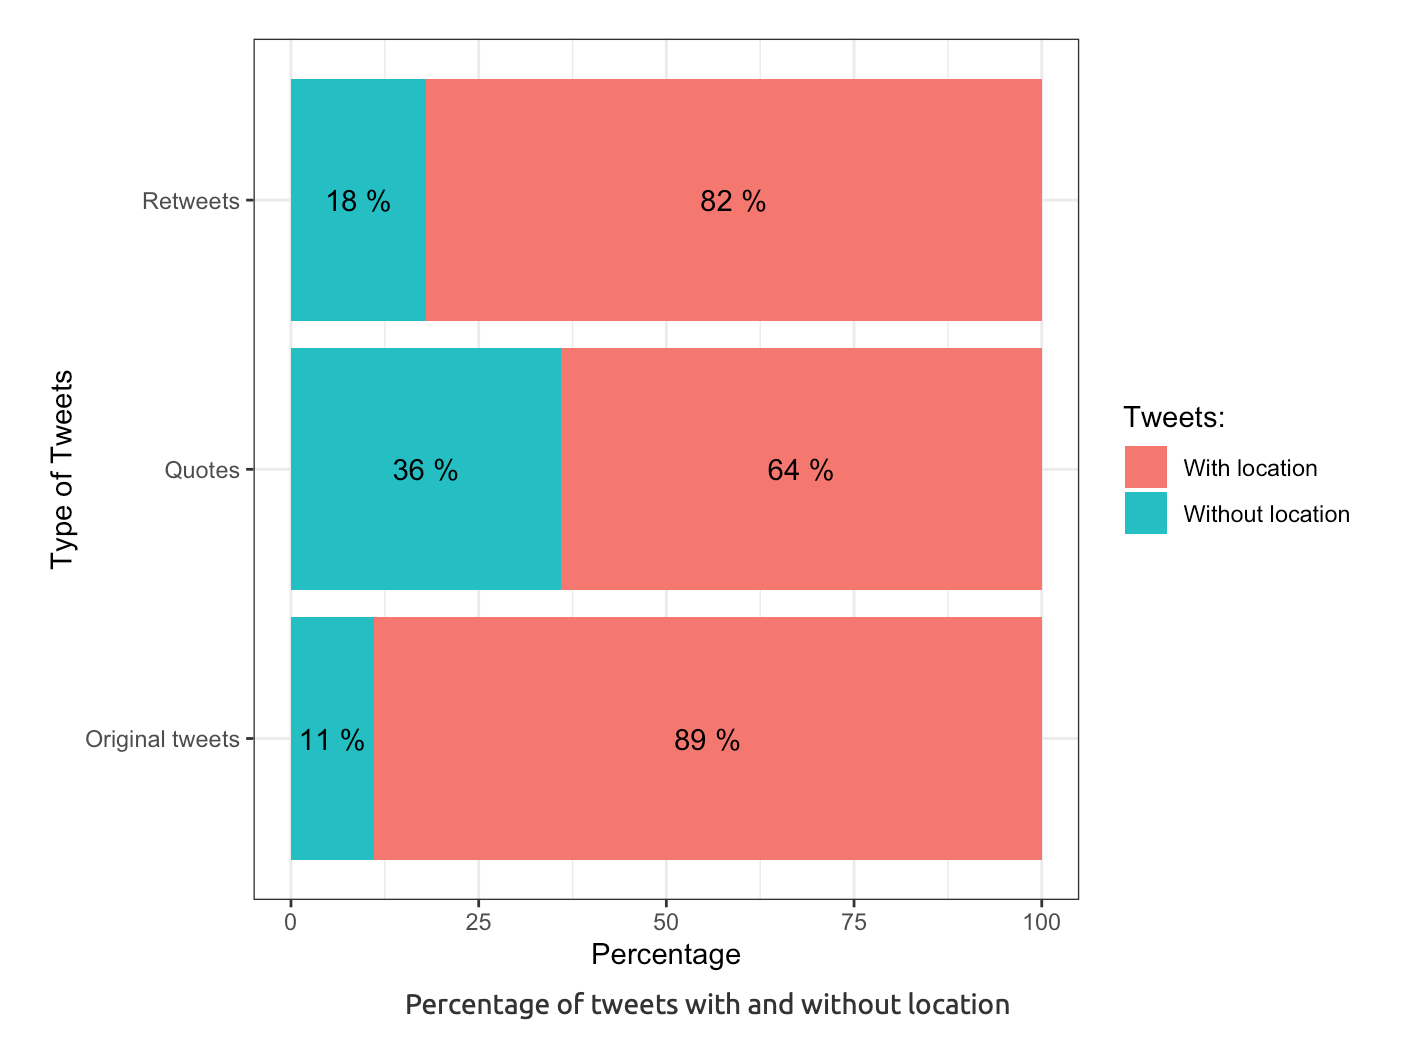 Retweets
18 %
82 %
Type of Tweets
Quotes
36 %
64 %
Original tweets
11 %
89 %
Tweets:
With location
Without location
0 25 50 75 100
Percentage
Percentage of tweets with and without location